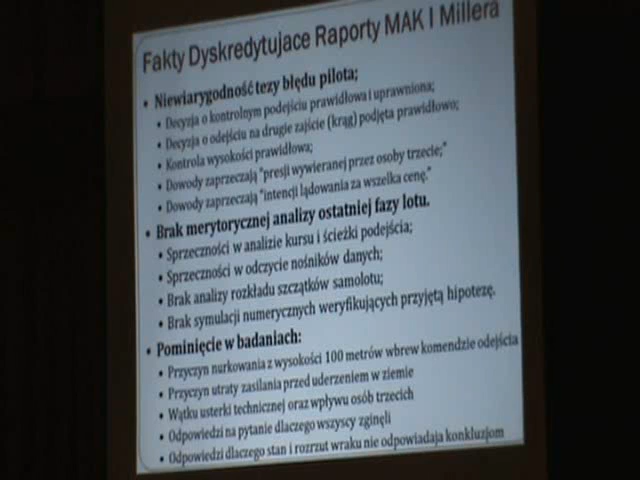 Fakty Dyskredytujace Raporty MAK I Millera
• Niewiarygodność tezy błędu pilota;
• Decyzja o kontrolnym podejściu prawidłowa i uprawniona;
• Decyzja o odejściu na drugie zajście (krąg) podjęta prawidłowo;
• Kontrola wysokości prawidłowa;
• Dowody zaprzeczają "presji wywieranej przez osoby trzecie;"
• Dowody zaprzeczają "intencji lądowania za wszelka cenę."
• Brak merytorycznej analizy ostatniej fazy lotu.
• Sprzeczności w analizie kursu i ścieżki podejścia;
• Sprzeczności w odczycie nośników danych;
• Brak analizy rozkładu szczątków samolotu;
• Brak symulacji numerycznych weryfikujących przyjętą hipotezę.
• Pominięcie w badaniach:
• Przyczyn nurkowania z wysokości 100 metrów wbrew komendzie odejścia
• Przyczyn utraty zasilania przed uderzeniem w ziemie
• Wątku usterki technicznej oraz wpływu osób trzecich
• Odpowiedzi na pytanie dlaczego wszyscy zginęli
• Odpowiedzi dlaczego stan i rozrzut wraku nie odpowiadaja konkluzjom